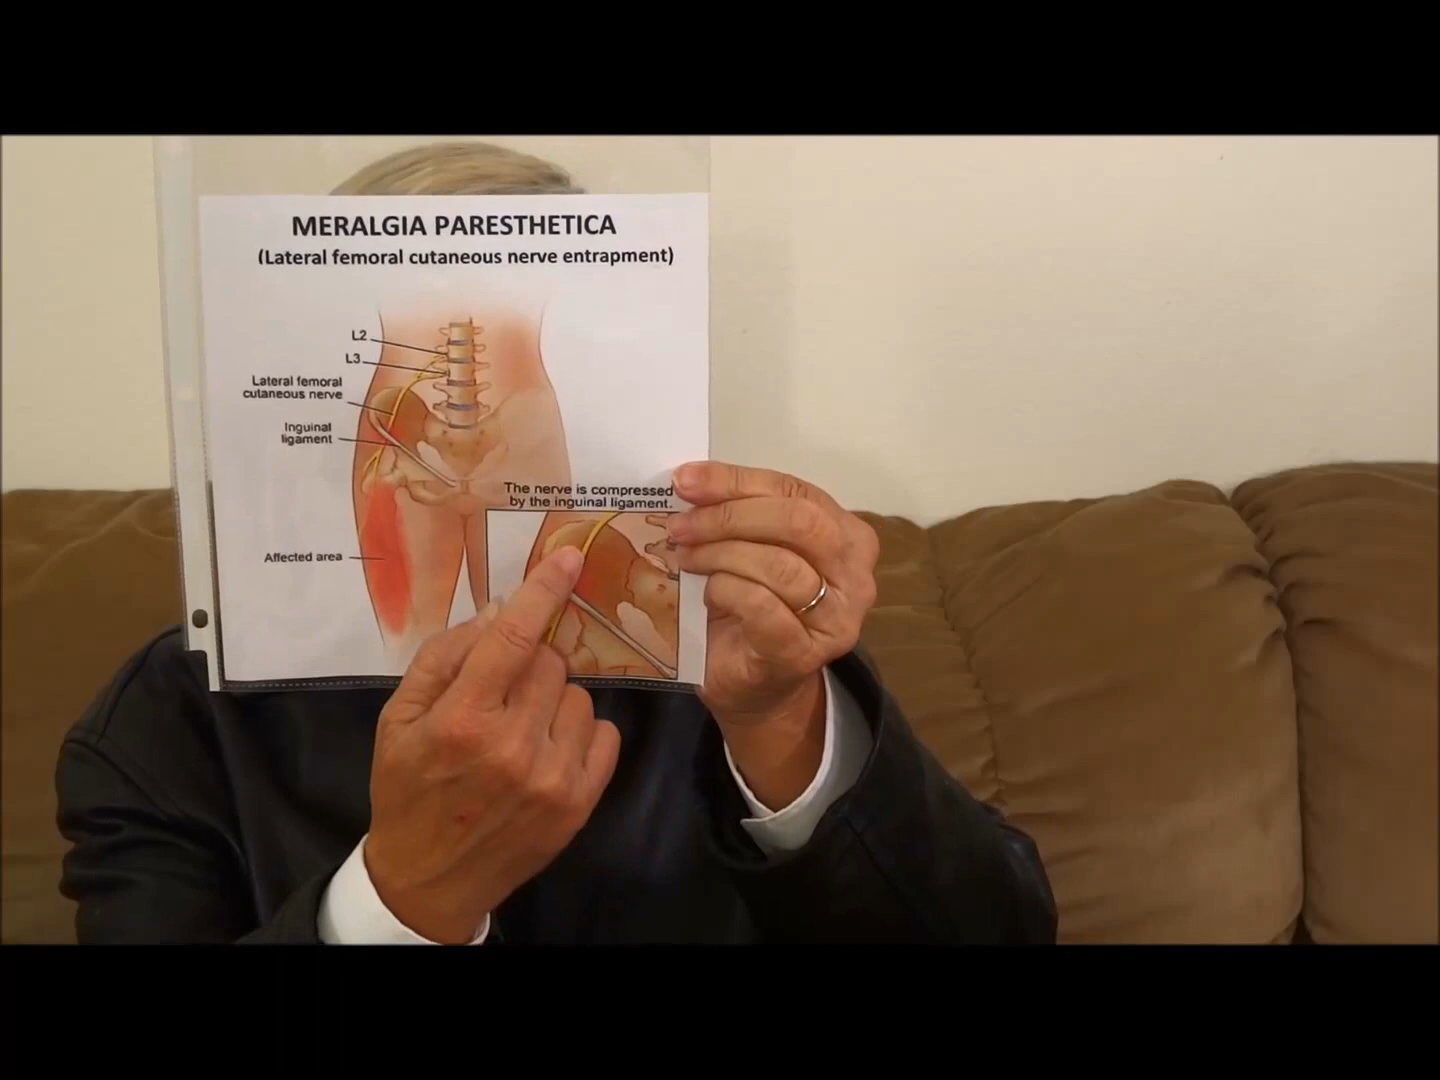 MERALGIA PARESTHETICA
(Lateral femoral cutaneous nerve entrapment)
L2
L3
Lateral femoral
cutaneous nerve
Inguinal
ligament
The nerve is compressed
by the inguinal ligament.
Affected area